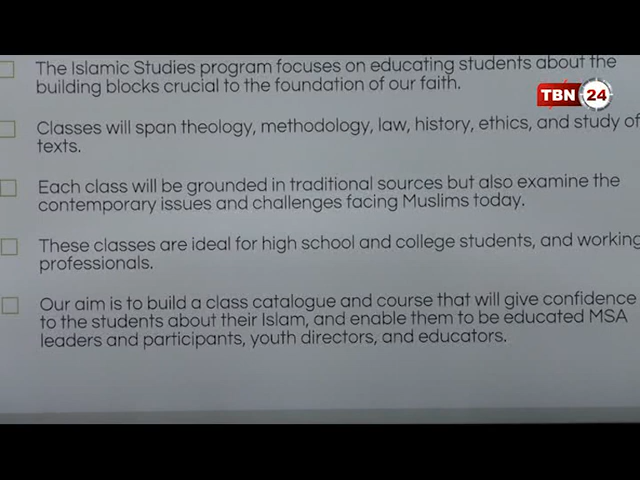 The Islamic Studies program focuses on educating students about the
building blocks crucial to the foundation of our faith.
TBN 24
Classes will span theology, methodology, law, history, ethics, and study of
texts.
Each class will be grounded in traditional sources but also examine the
contemporary issues and challenges facing Muslims today.
These classes are ideal for high school and college students, and working
professionals.
Our aim is to build a class catalogue and course that will give confidence
to the students about their Islam, and enable them to be educated MSA
leaders and participants, youth directors, and educators.